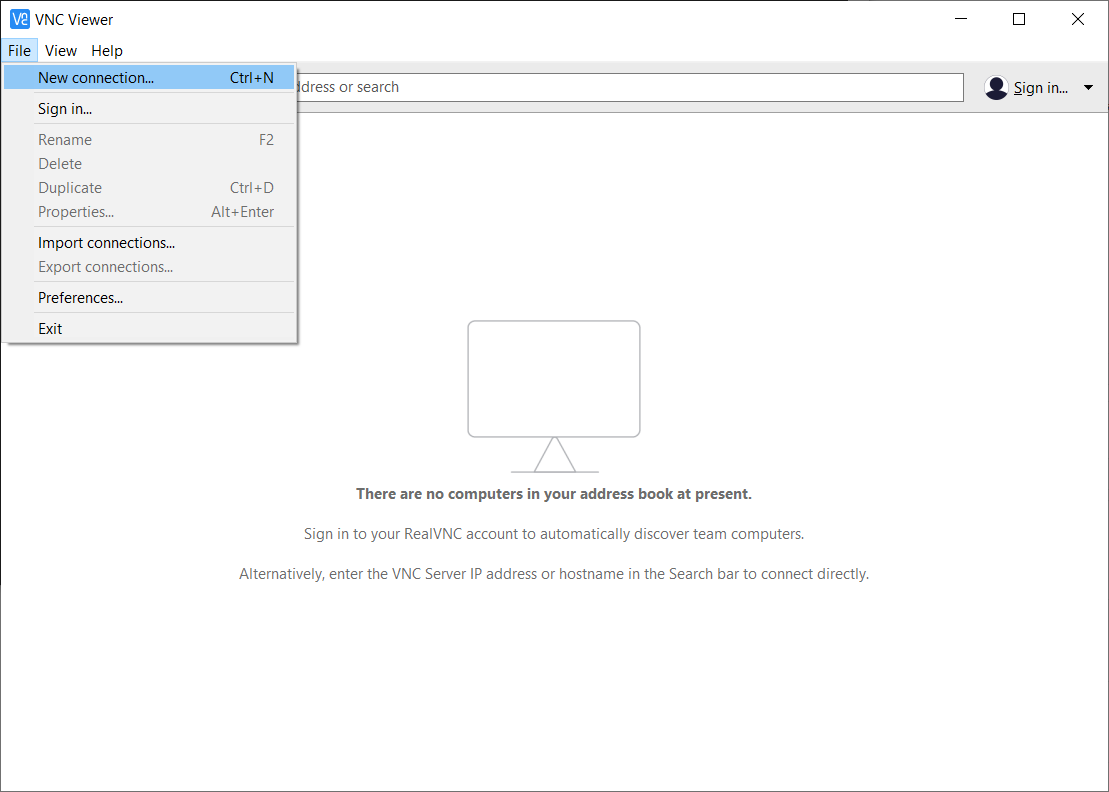 V2 VNC Viewer
File View Help
New connection... Ctrl+N
ddress or search
Sign in...
Sign in...
Rename F2
Delete
Duplicate Ctrl+D
Properties... Alt+Enter
Import connections...
Export connections...
Preferences...
Exit
There are no computers in your address book at present.
Sign in to your RealVNC account to automatically discover team computers.
Alternatively, enter the VNC Server IP address or hostname in the Search bar to connect directly.